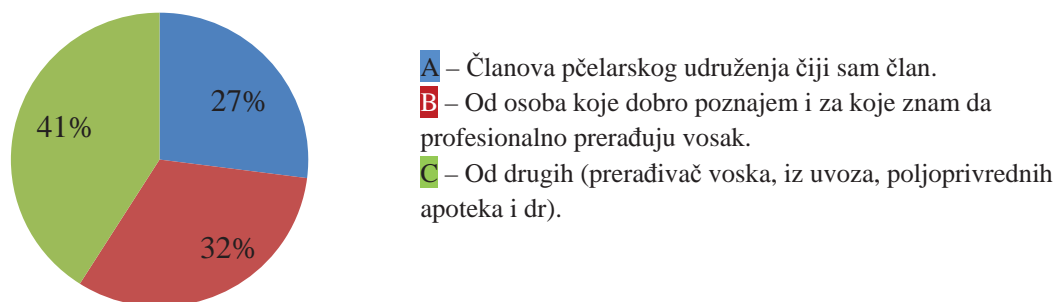 27%
41%
32%
A – Članova pčelarskog udruženja čiji sam član.
B – Od osoba koje dobro poznajem i za koje znam da
profesionalno prerađuju vosak.
C – Od drugih (prerađivač voska, iz uvoza, poljoprivrednih
apoteka i dr).